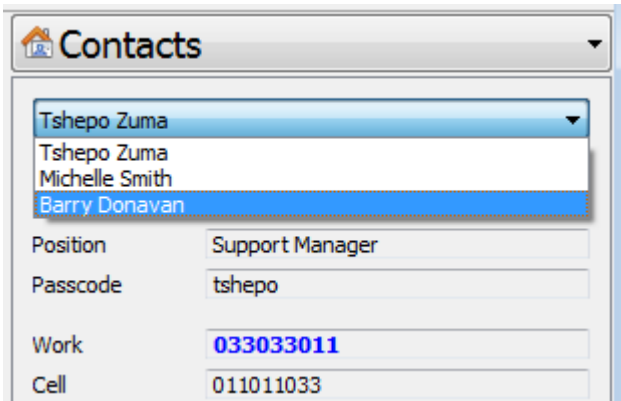 Contacts
Tshepo Zuma
Tshepo Zuma
Michelle Smith
Barry Donavan
Position Support Manager
Passcode tshepo
Work 033033011
Cell 011011033